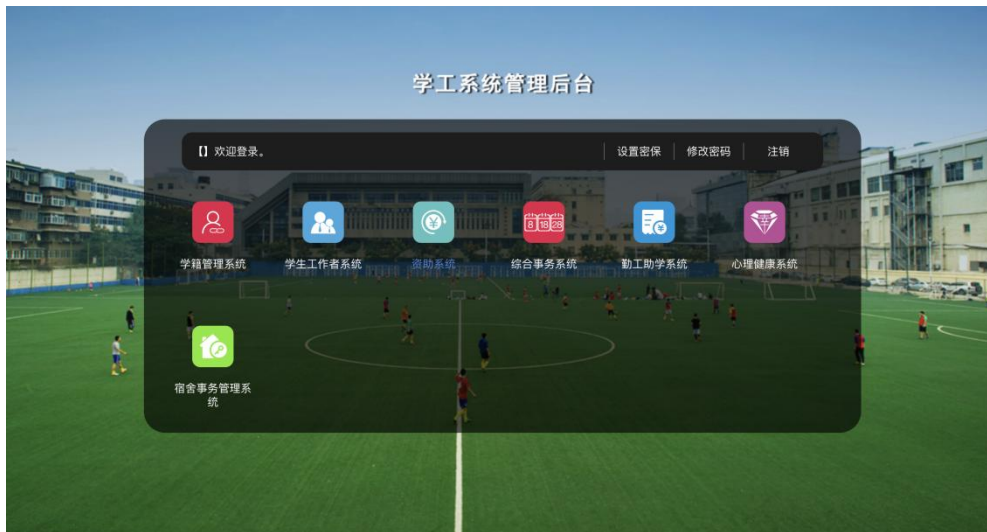 学工系统管理后台
【】欢迎登录。
设置密保
修改密码
注销
8 18 28
学籍管理系统
学生工作者系统
资助系统
综合事务系统
勤工助学系统
心理健康系统
宿舍事务管理系
统